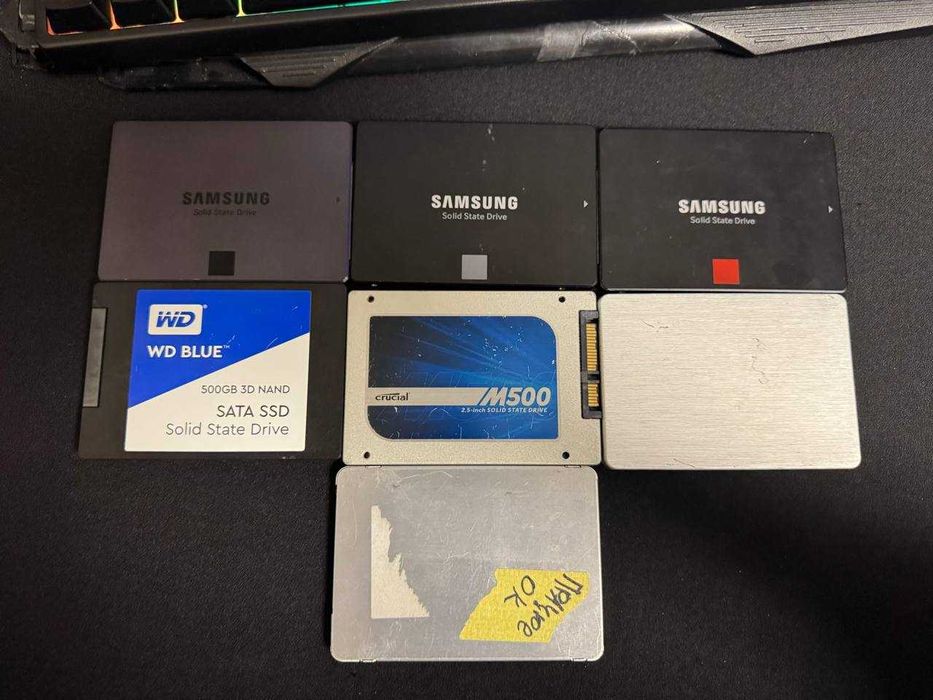 SAMSUNG
Solid State Drive
SAMSUNG
Solid State Drive
SAMSUNG
Solid State Drive
WD
WD BLUE™
500GB 3D NAND
SATA SSD
Solid State Drive
crucial
M500
2.5-inch SOLID STATE DRIVE
OK